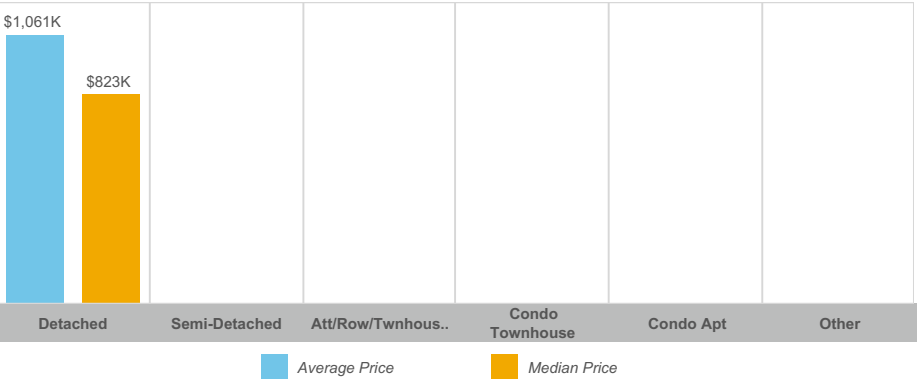 $1,061K
$823K
Detached
Semi-Detached
Att/Row/Twnhous..
Condo
Townhouse
Condo Apt
Other
Average Price
Median Price